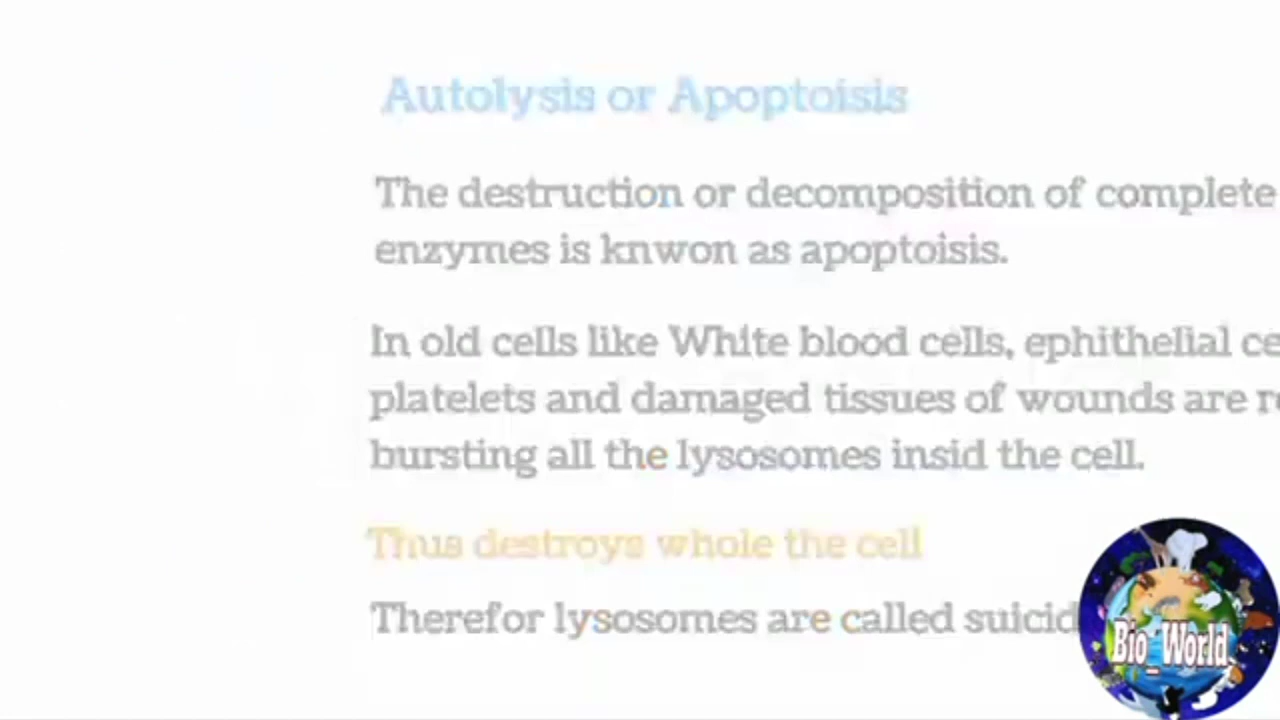 Autolysis or Apoptoisis
The destruction or decomposition of complete
enzymes is knwon as apoptoisis.
In old cells like White blood cells, ephithelial ce
platelets and damaged tissues of wounds are r
bursting all the lysosomes insid the cell.
Thus destroys whole the cell
Therefor lysosomes are called suicid
Bio_World